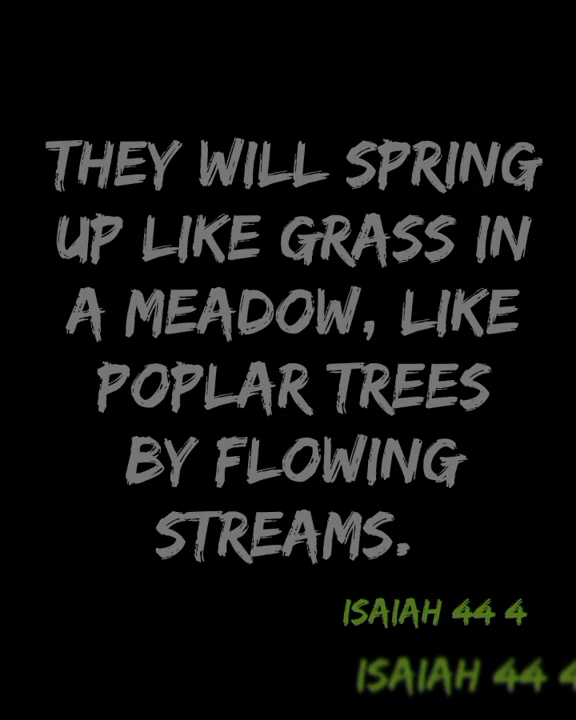 THEY WILL SPRING
UP LIKE GRASS IN
A MEADOW, LIKE
POPLAR TREES
BY FLOWING
STREAMS.
ISAIAH 44 4
ISAIAH 44 4